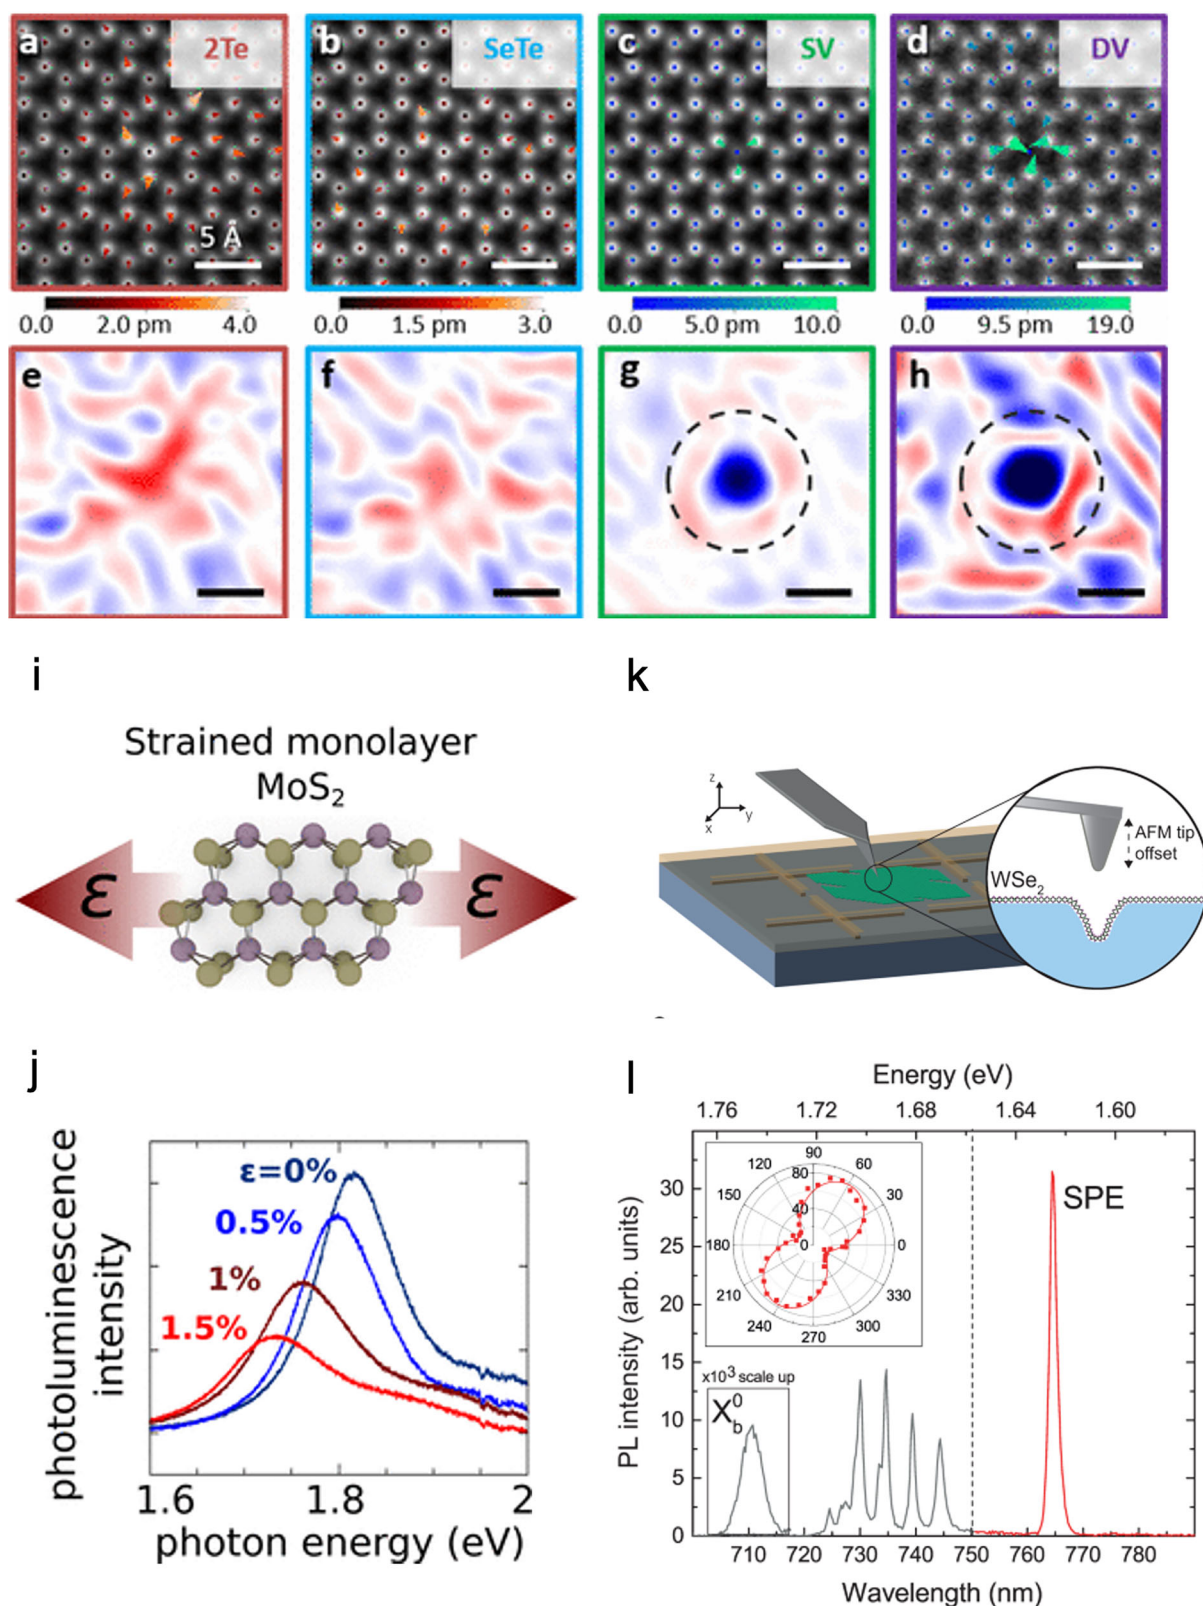 a 2Te
b SeTe
c SV
d DV
5 Å
0.0 2.0 pm 4.0
0.0 1.5 pm 3.0
0.0 5.0 pm 10.0
0.0 9.5 pm 19.0
e f g h
i
Strained monolayer
MoS₂
ε ε
k
z
y
x
AFM tip
offset
WSe₂
j
photoluminescence
intensity
ε=0%
0.5%
1%
1.5%
1.6 1.8 2
photon energy (eV)
l
Energy (eV)
1.76 1.72 1.68 1.64 1.60
PL intensity (arb. units)
30
25
20
15
10
5
0
90
120 60
150 30
180 0
210 330
240 300
270
80
40
0
SPE
x10³ scale up
X⁰b
710 720 730 740 750 760 770 780
Wavelength (nm)